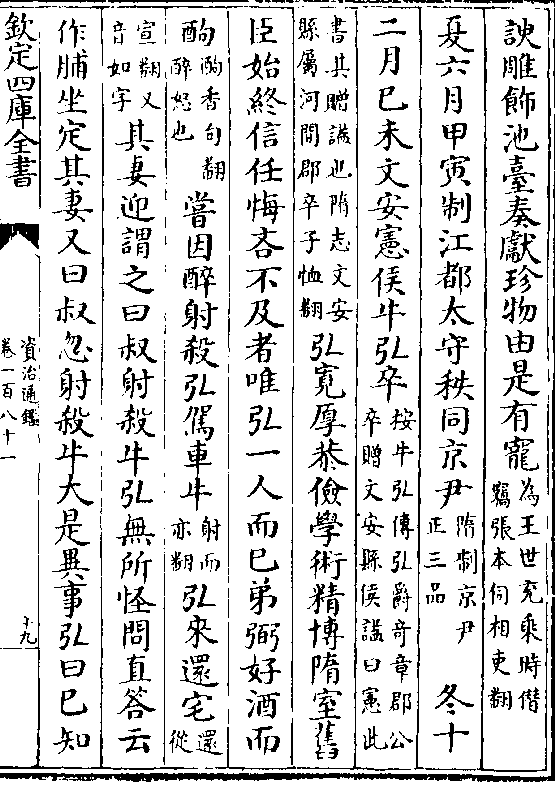 諛雕飾池臺奏獻珍物由是有寵為王世充乘時僭竊張本伺相吏翻
夏六月甲寅制江都太守秩同京尹隋制京尹正三品 冬十
二月己未文安憲侯牛弘卒按牛弘傳弘爵竒章郡公卒贈文安縣侯諡曰憲此
書其贈諡也隋志文安縣屬河間郡卒子恤翻弘寛厚恭儉學術精博隋室舊
臣始終信任悔吝不及者唯弘一人而已弟弼好酒而
酗酗香句翻醉怒也嘗因醉射殺弘駕車牛射而亦翻弘來還宅還從
宣翻又音如字其妻迎謂之曰叔射殺牛弘無所怪問直答云
作脯坐定其妻又曰叔忽射殺牛大是異事弘曰已知
欽定四庫全書
資治通鑑
卷一百八十一
十九